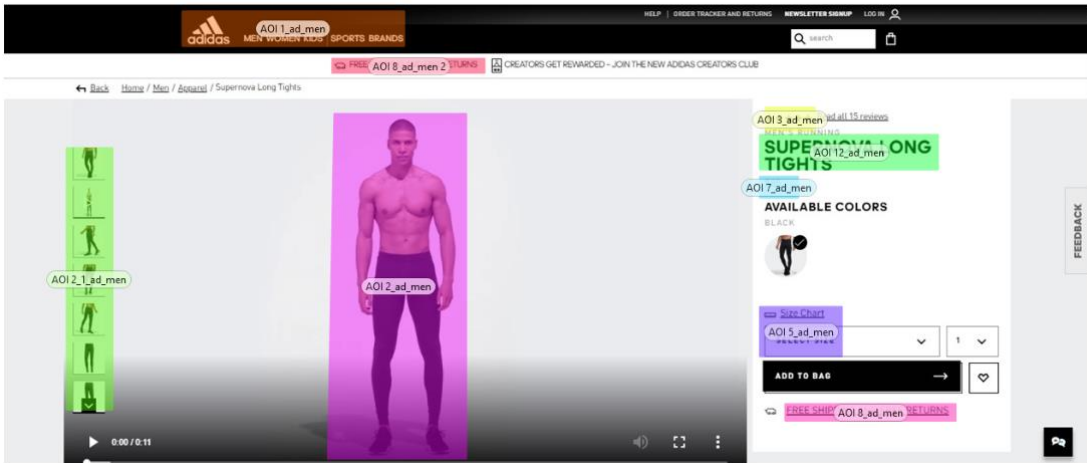 HELP | ORDER TRACKER AND RETURNS NEWSLETTER SIGNUP LOG IN
adidas
AOI 1_ad_men
MEN WOMEN KIDS SPORTS BRANDS
search
FREE AOI 8_ad_men 2 RETURNS CREATORS GET REWARDED - JOIN THE NEW ADIDAS CREATORS CLUB
Back Home / Men / Apparel / Supernova Long Tights
AOI 3_ad_men all 15 reviews
MEN'S RUNNING
SUPERNOVA LONG
TIGHTS
AOI 12_ad_men
AOI 7_ad_men
AVAILABLE COLORS
BLACK
FEEDBACK
AOI 2_1_ad_men
AOI 2_ad_men
Size Chart
AOI 5_ad_men
SELECT SIZE
1
ADD TO BAG
FREE SHIP AOI 8_ad_men RETURNS
0:00 / 0:11